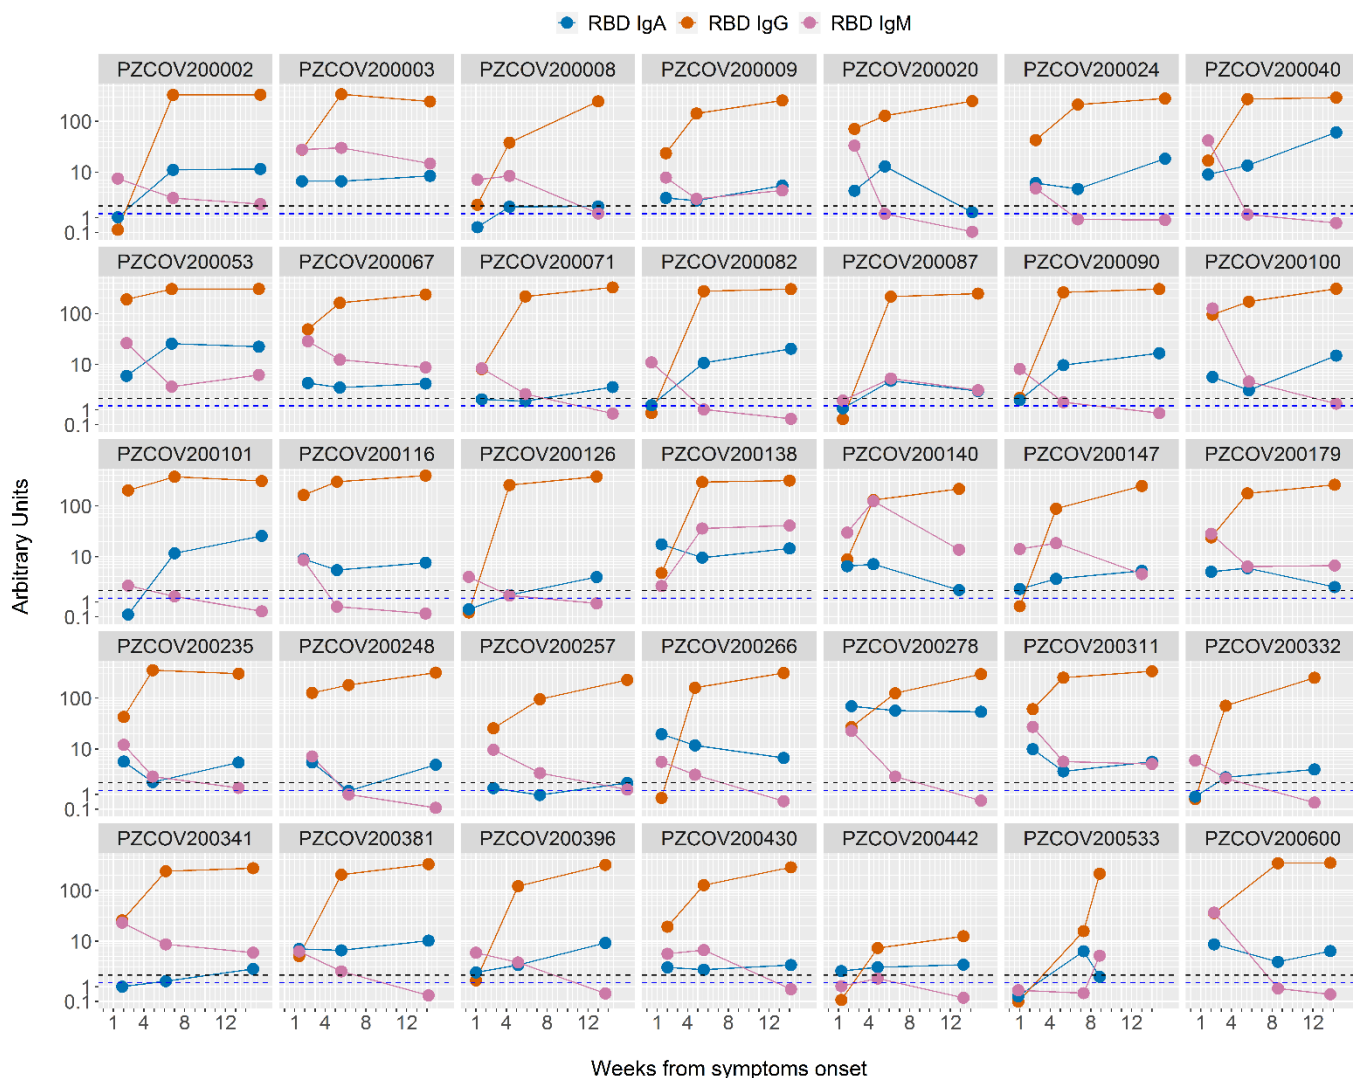 RBD IgA RBD IgG RBD IgM
PZCOV200002 PZCOV200003 PZCOV200008 PZCOV200009 PZCOV200020 PZCOV200024 PZCOV200040
100
10
1
0.1
PZCOV200053 PZCOV200067 PZCOV200071 PZCOV200082 PZCOV200087 PZCOV200090 PZCOV200100
100
10
1
0.1
PZCOV200101 PZCOV200116 PZCOV200126 PZCOV200138 PZCOV200140 PZCOV200147 PZCOV200179
100
10
1
0.1
PZCOV200235 PZCOV200248 PZCOV200257 PZCOV200266 PZCOV200278 PZCOV200311 PZCOV200332
100
10
1
0.1
PZCOV200341 PZCOV200381 PZCOV200396 PZCOV200430 PZCOV200442 PZCOV200533 PZCOV200600
100
10
1
0.1
Arbitrary Units
1 4 8 12 1 4 8 12 1 4 8 12 1 4 8 12 1 4 8 12 1 4 8 12 1 4 8 12
Weeks from symptoms onset